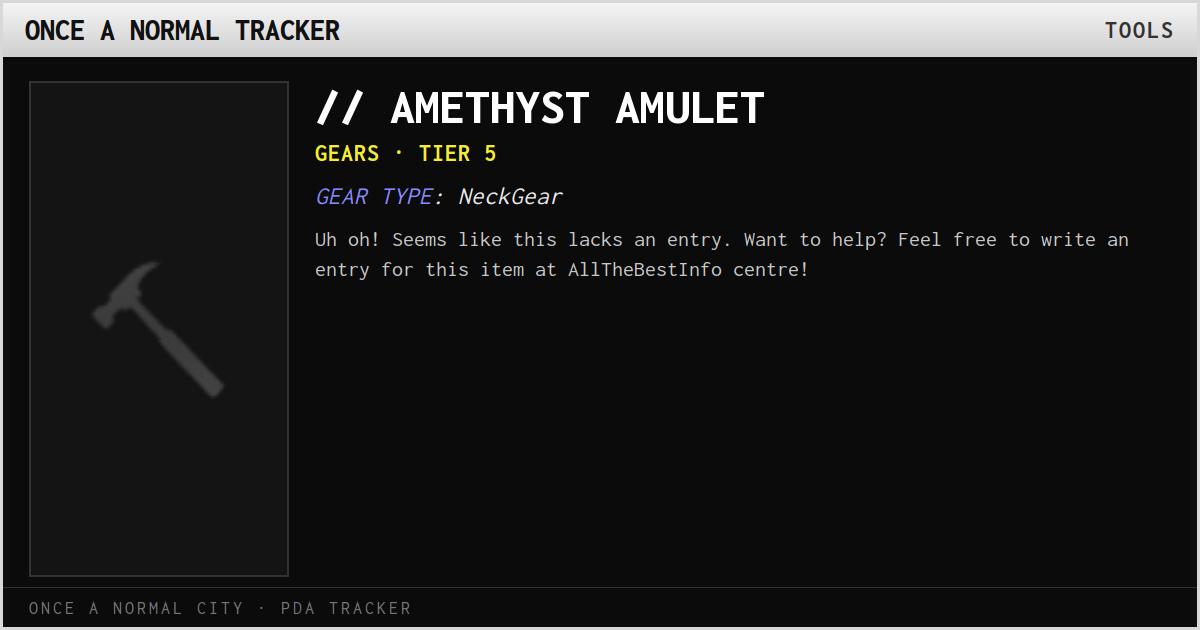 ONCE A NORMAL TRACKER
TOOLS
// AMETHYST AMULET
GEARS · TIER 5
GEAR TYPE: NeckGear
Uh oh! Seems like this lacks an entry. Want to help? Feel free to write an
entry for this item at AllTheBestInfo centre!
ONCE A NORMAL CITY · PDA TRACKER